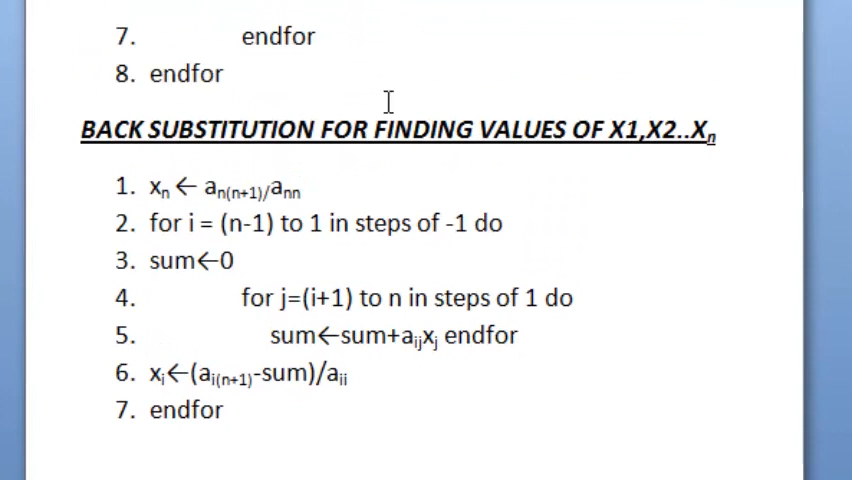 7. endfor
8. endfor
BACK SUBSTITUTION FOR FINDING VALUES OF X1,X2..Xn
1. xn ← an(n+1)/ann
2. for i = (n-1) to 1 in steps of -1 do
3. sum←0
4. for j=(i+1) to n in steps of 1 do
5. sum←sum+aijxj endfor
6. xi←(ai(n+1)-sum)/aii
7. endfor